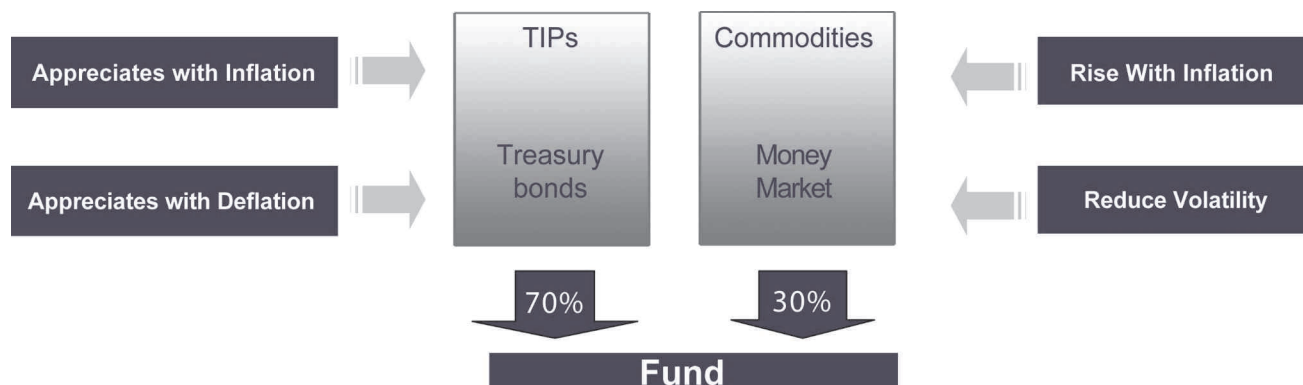 TIPs
Commodities
Appreciates with Inflation
Rise With Inflation
Treasury
bonds
Money
Market
Appreciates with Deflation
Reduce Volatility
70%
30%
Fund